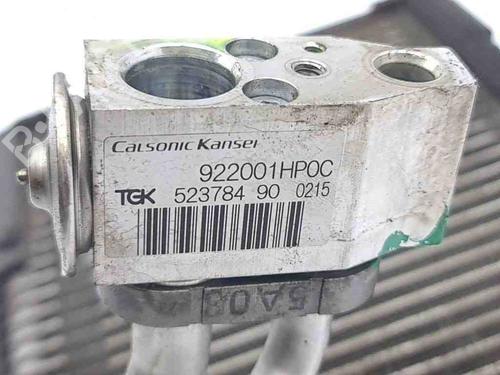 Calsonic Kansei
922001HP0C
TGK 523784 90 0215
5A08